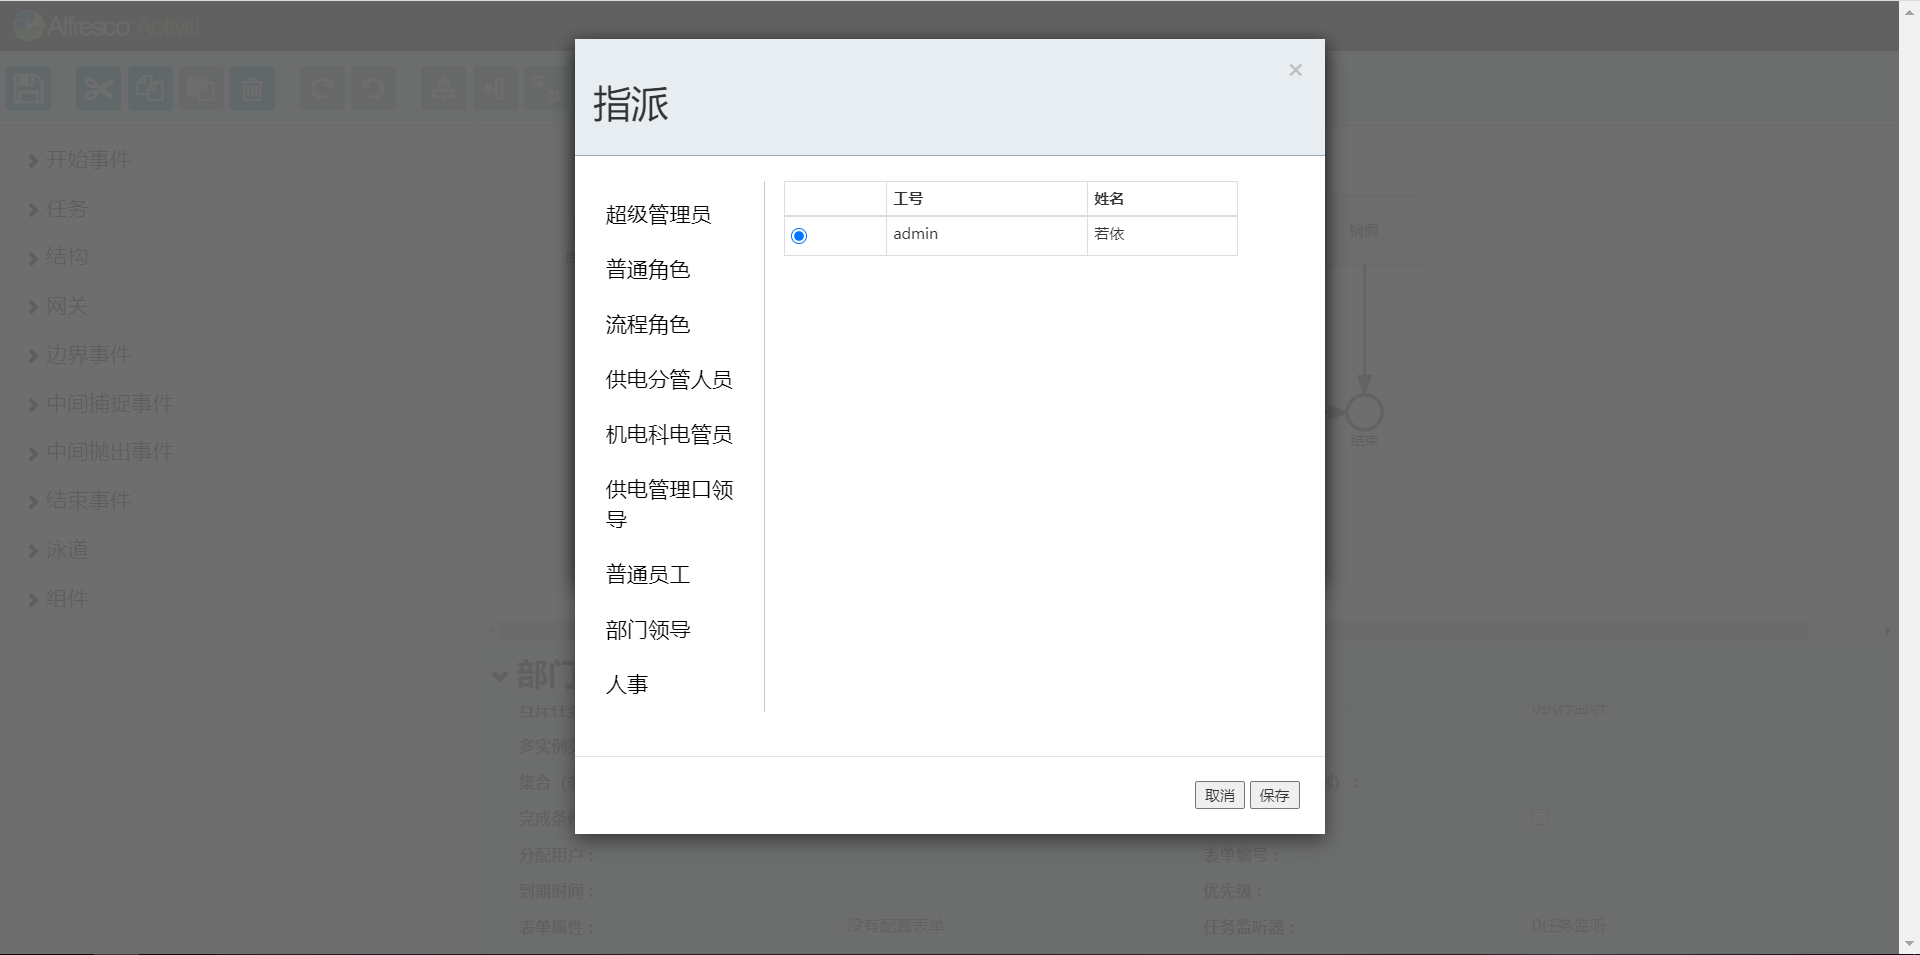 Alfresco Activiti
指派
×
开始事件
任务
结构
网关
边界事件
中间捕捉事件
中间抛出事件
结束事件
泳道
组件
超级管理员
普通角色
流程角色
供电分管人员
机电科电管员
供电管理口领
导
普通员工
部门领导
人事
工号 姓名
admin 若依
销假
结束
取消 保存
部门
多实例
集合（
完成条件
分配用户：
表单编号：
到期时间：
优先级：
表单属性：
没有配置表单
任务监听器：
0任务监听